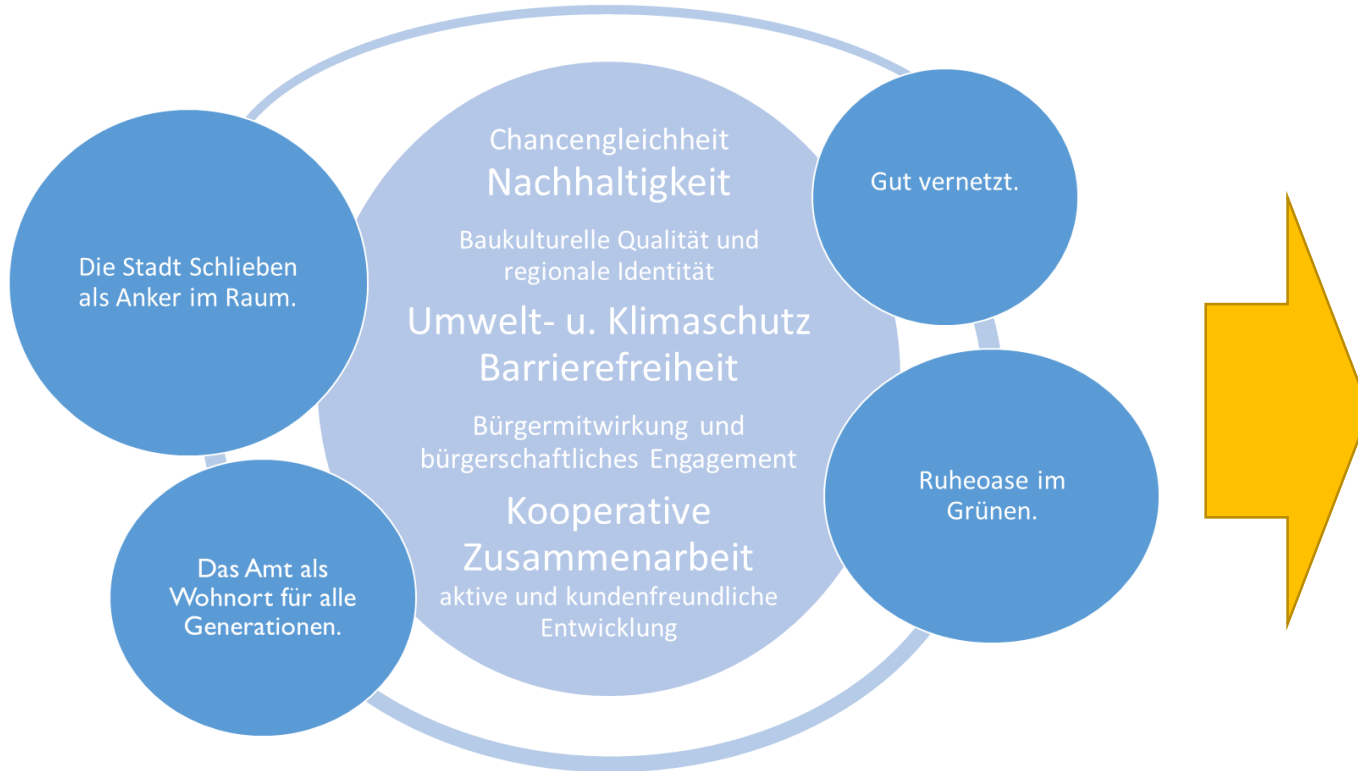 Chancengleichheit
Nachhaltigkeit
Baukulturelle Qualität und
regionale Identität
Umwelt- u. Klimaschutz
Barrierefreiheit
Bürgermitwirkung und
bürgerschaftliches Engagement
Kooperative
Zusammenarbeit
aktive und kundenfreundliche
Entwicklung
Gut vernetzt.
Ruheoase im
Grünen.
Das Amt als
Wohnort für alle
Generationen.
Die Stadt Schlieben
als Anker im Raum.